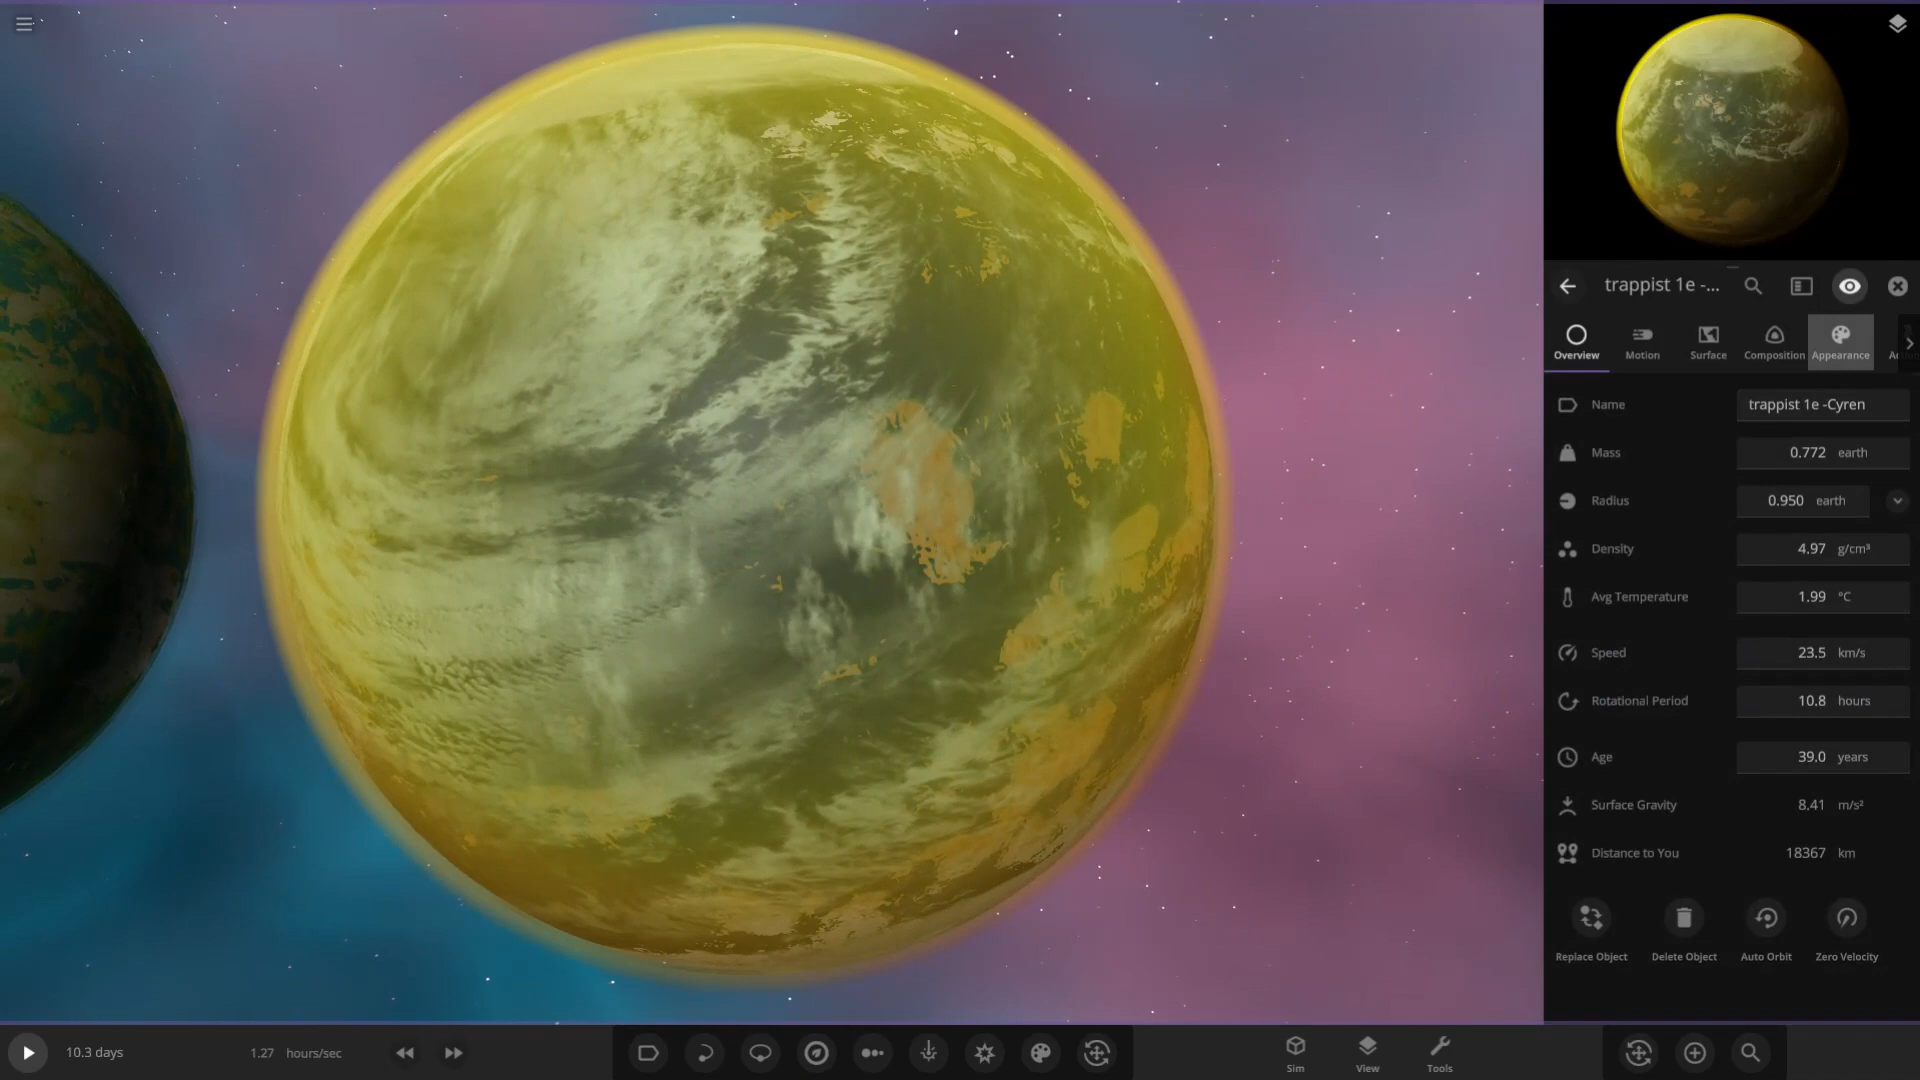 trappist 1e -...
Overview
Motion
Surface
Composition
Appearance
Name
trappist 1e -Cyren
Mass
0.772 earth
Radius
0.950 earth
Density
4.97 g/cm³
Avg Temperature
1.99 °C
Speed
23.5 km/s
Rotational Period
10.8 hours
Age
39.0 years
Surface Gravity
8.41 m/s²
Distance to You
18367 km
Replace Object
Delete Object
Auto Orbit
Zero Velocity
10.3 days
1.27 hours/sec
Sim
View
Tools